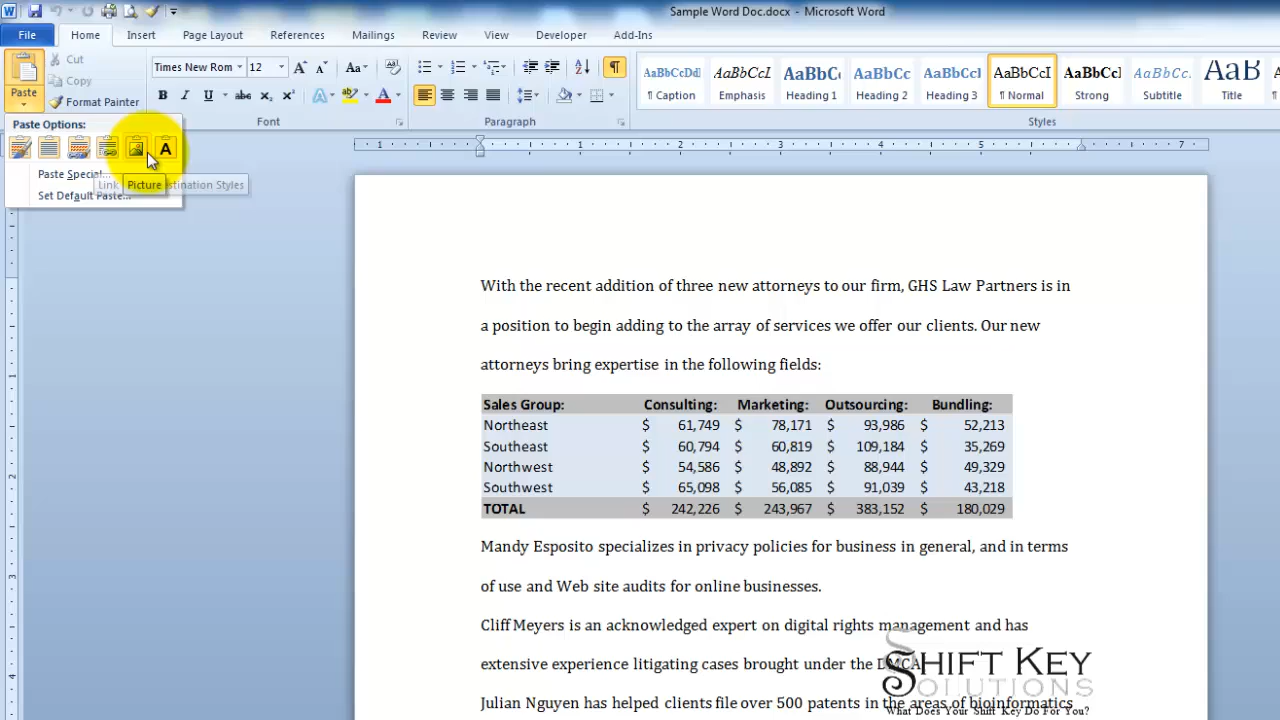 Sample Word Doc.docx - Microsoft Word
File Home Insert Page Layout References Mailings Review View Developer Add-Ins
Paste
Cut
Copy
Format Painter
Times New Rom 12
Font
Paragraph
AaBbCcDd AaBbCcI AaBbC AaBbCc AaBbCcI AaBbCcI AaBbCc AaBbCc. AaB
Caption Emphasis Heading 1 Heading 2 Heading 3 ¶ Normal Strong Subtitle Title
Styles
Paste Options:
Paste Special...
Link Picture stination Styles
Set Default Paste...
With the recent addition of three new attorneys to our firm, GHS Law Partners is in
a position to begin adding to the array of services we offer our clients. Our new
attorneys bring expertise in the following fields:
Sales Group: Consulting: Marketing: Outsourcing: Bundling:
Northeast $ 61,749 $ 78,171 $ 93,986 $ 52,213
Southeast $ 60,794 $ 60,819 $ 109,184 $ 35,269
Northwest $ 54,586 $ 48,892 $ 88,944 $ 49,329
Southwest $ 65,098 $ 56,085 $ 91,039 $ 43,218
TOTAL $ 242,226 $ 243,967 $ 383,152 $ 180,029
Mandy Esposito specializes in privacy policies for business in general, and in terms
of use and Web site audits for online businesses.
Cliff Meyers is an acknowledged expert on digital rights management and has
extensive experience litigating cases brought under the DMCA
Julian Nguyen has helped clients file over 500 patents in the areas of bioinformatics
SHIFT KEY
SOLUTIONS
What Does Your Shift Key Do For You?